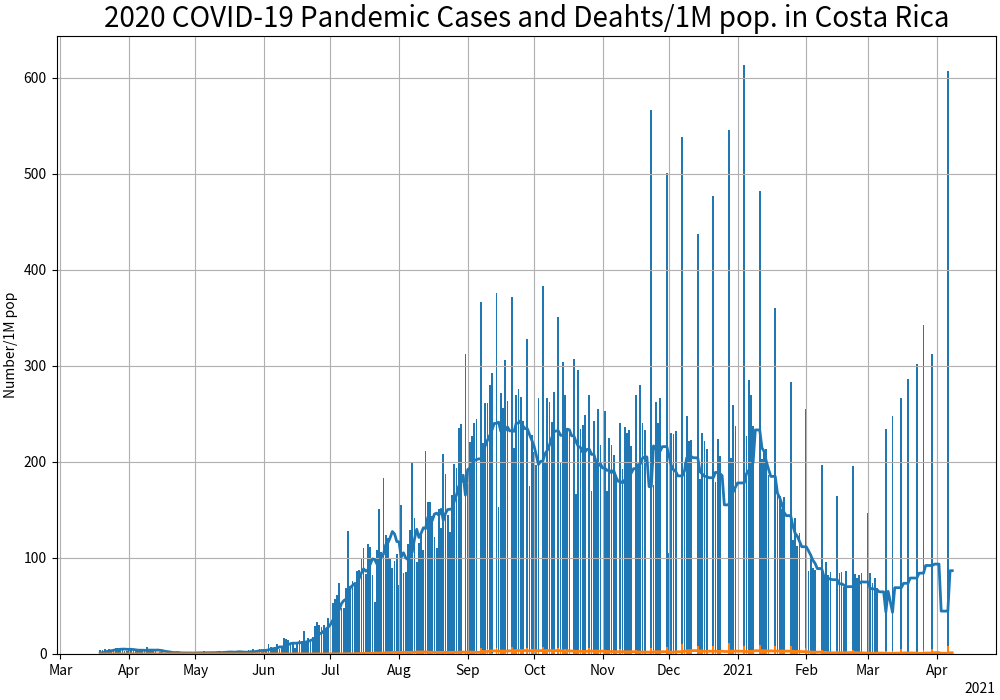 2020 COVID-19 Pandemic Cases and Deahts/1M pop. in Costa Rica
Number/1M pop
600
500
400
300
200
100
0
Mar Apr May Jun Jul Aug Sep Oct Nov Dec 2021 Feb Mar Apr
2021